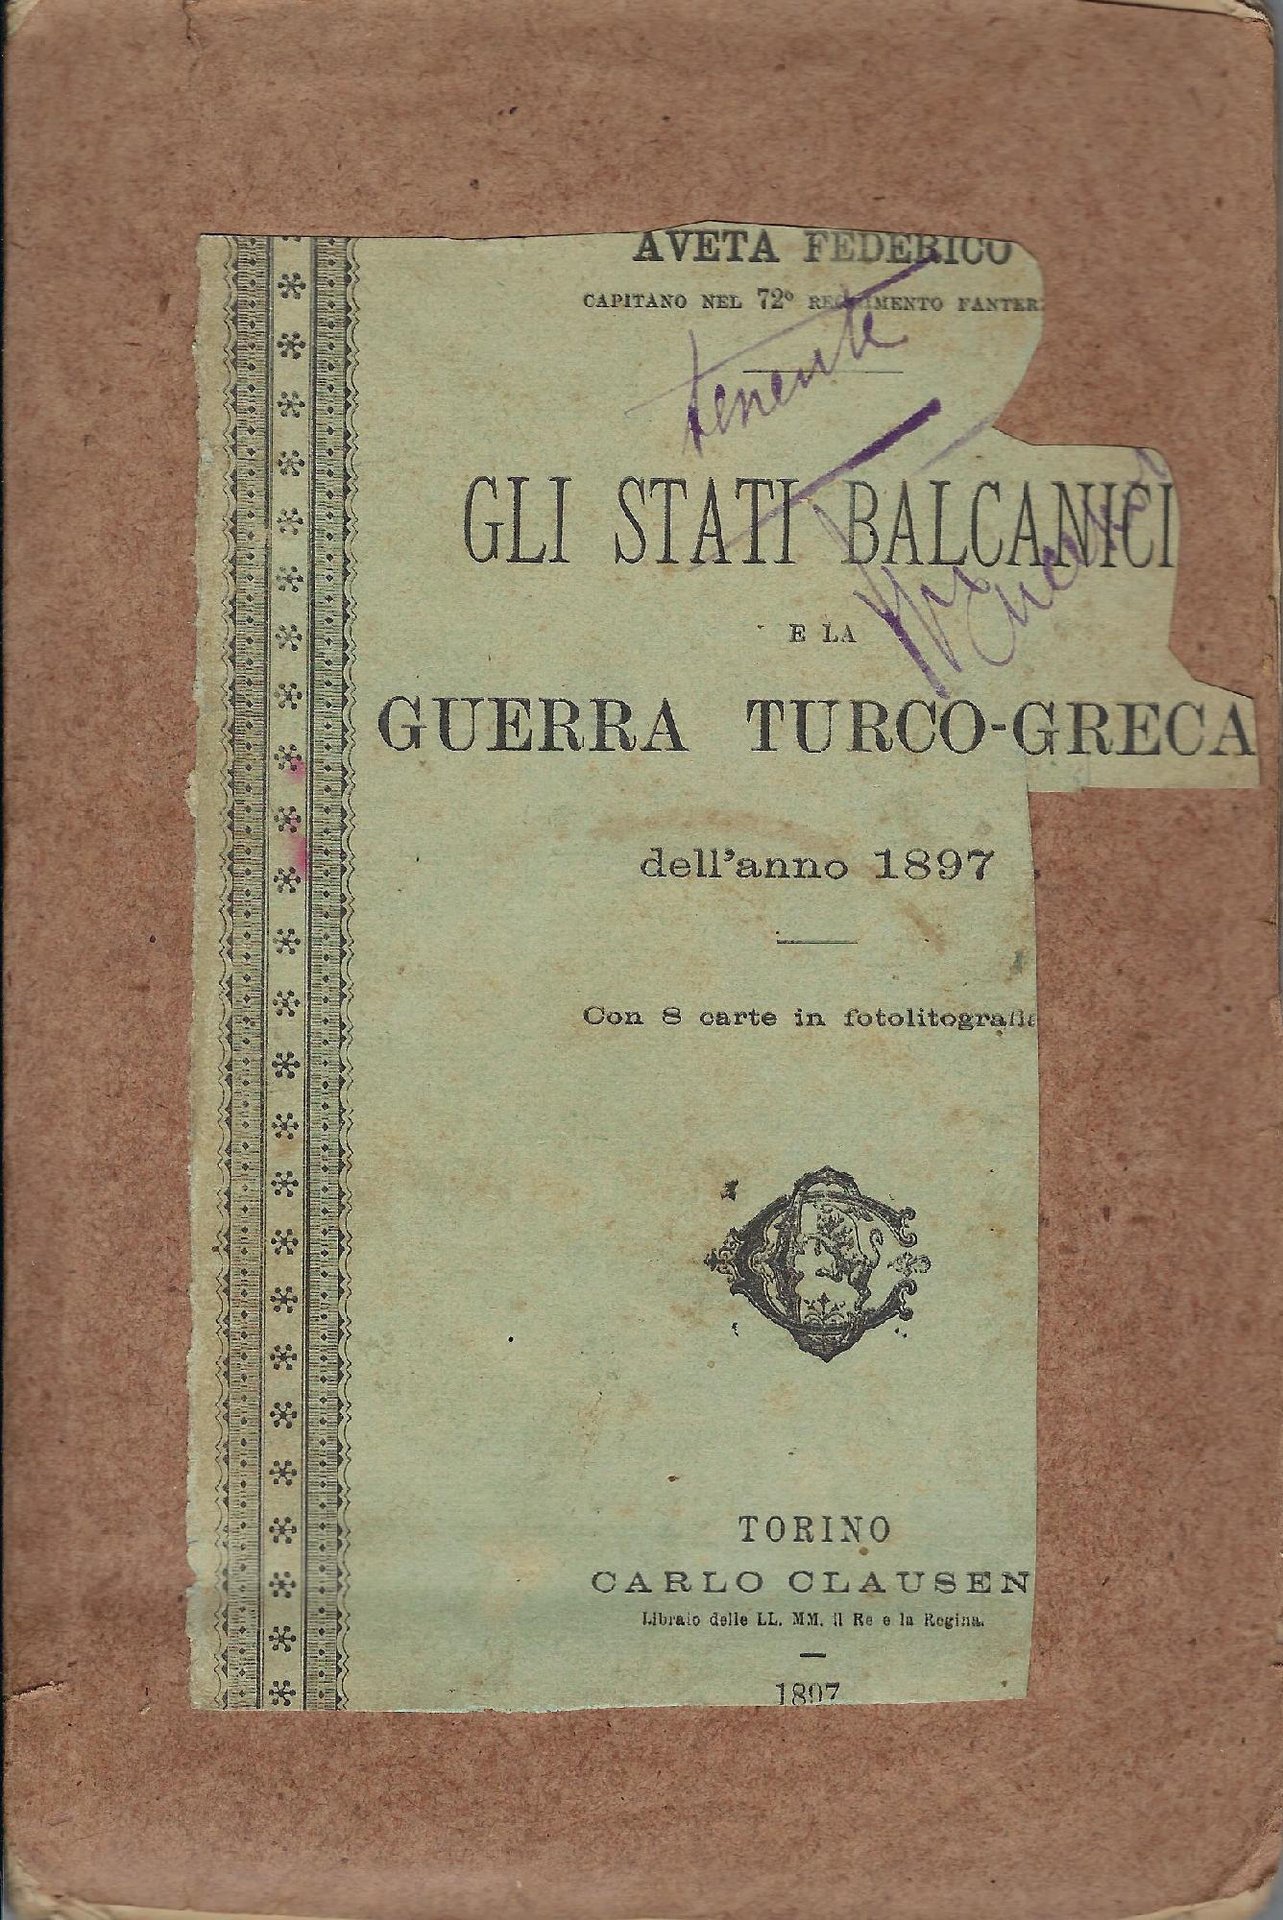 AVETA FEDERICO
CAPITANO NEL 72º REGGIMENTO FANTER
tenente
GLI STATI BALCANICI
E LA
GUERRA TURCO-GRECA
dell'anno 1897
Con 8 carte in fotolitografia
TORINO
CARLO CLAUSEN
Libraio delle LL. MM. il Re e la Regina.
1897